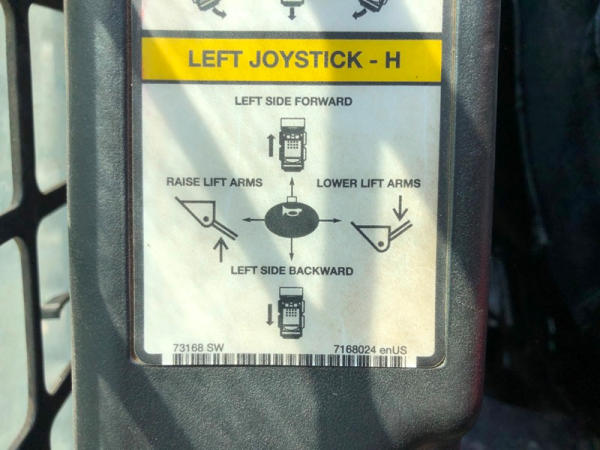 LEFT JOYSTICK - H
LEFT SIDE FORWARD
RAISE LIFT ARMS
LOWER LIFT ARMS
LEFT SIDE BACKWARD
73168 SW
7168024 enUS